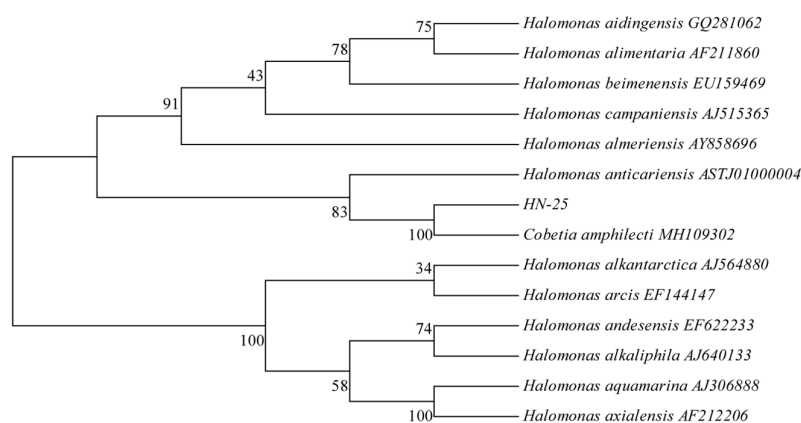 75
Halomonas aidingensis GQ281062
78
Halomonas alimentaria AF211860
43
Halomonas beimenensis EU159469
91
Halomonas campaniensis AJ515365
Halomonas almeriensis AY858696
Halomonas anticariensis ASTJ01000004
83
HN-25
100
Cobetia amphilecti MH109302
34
Halomonas alkantarctica AJ564880
Halomonas arcis EF144147
100
74
Halomonas andesensis EF622233
Halomonas alkaliphila AJ640133
58
Halomonas aquamarina AJ306888
100
Halomonas axialensis AF212206